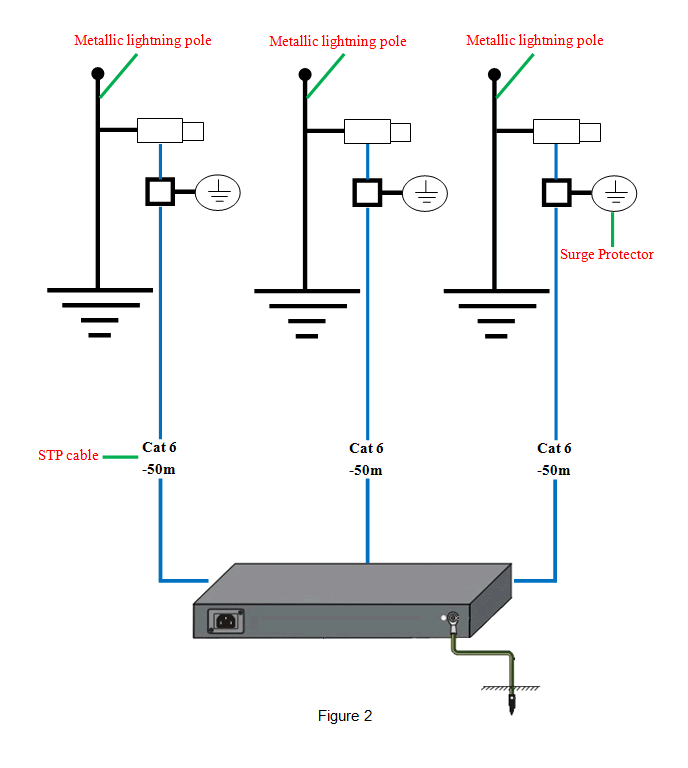 Metallic lightning pole
Metallic lightning pole
Metallic lightning pole
Surge Protector
STP cable
Cat 6
-50m
Cat 6
-50m
Cat 6
-50m
Figure 2